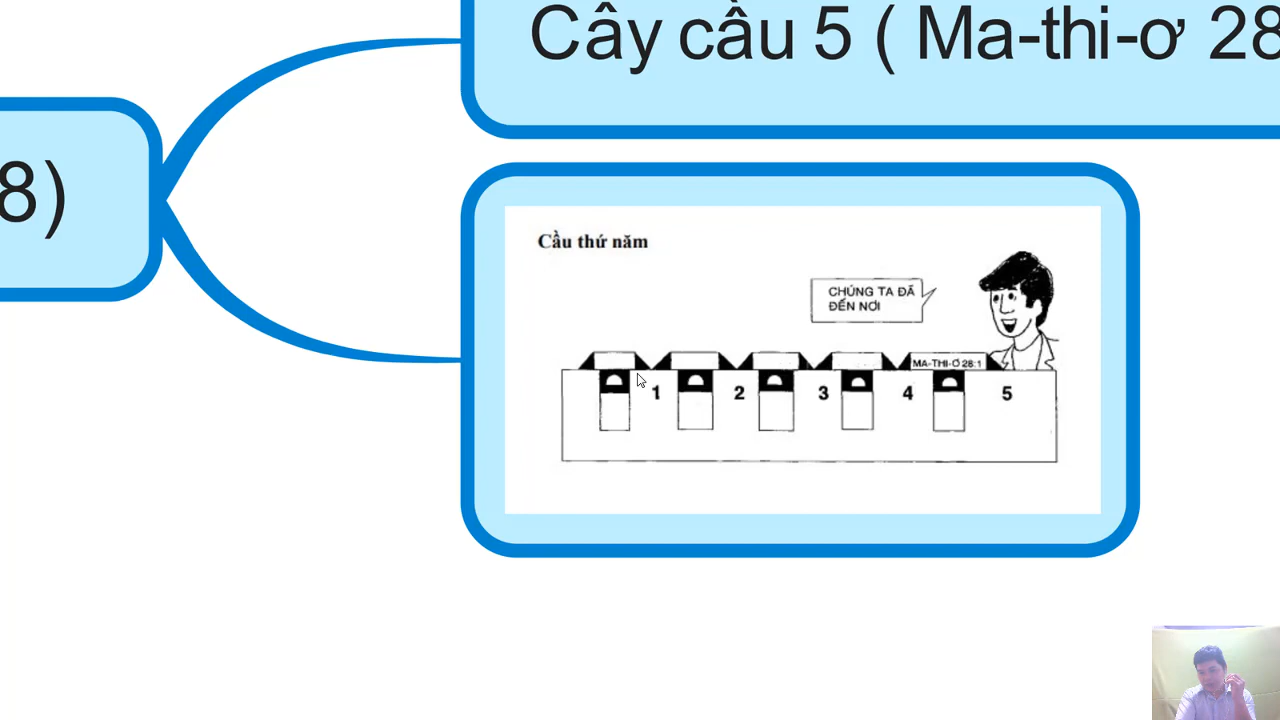 Cây cầu 5 ( Ma-thi-ơ 28
8)
Cầu thứ năm
CHÚNG TA ĐÃ
ĐẾN NƠI
MA-THI-Ơ 28:1
1 2 3 4 5